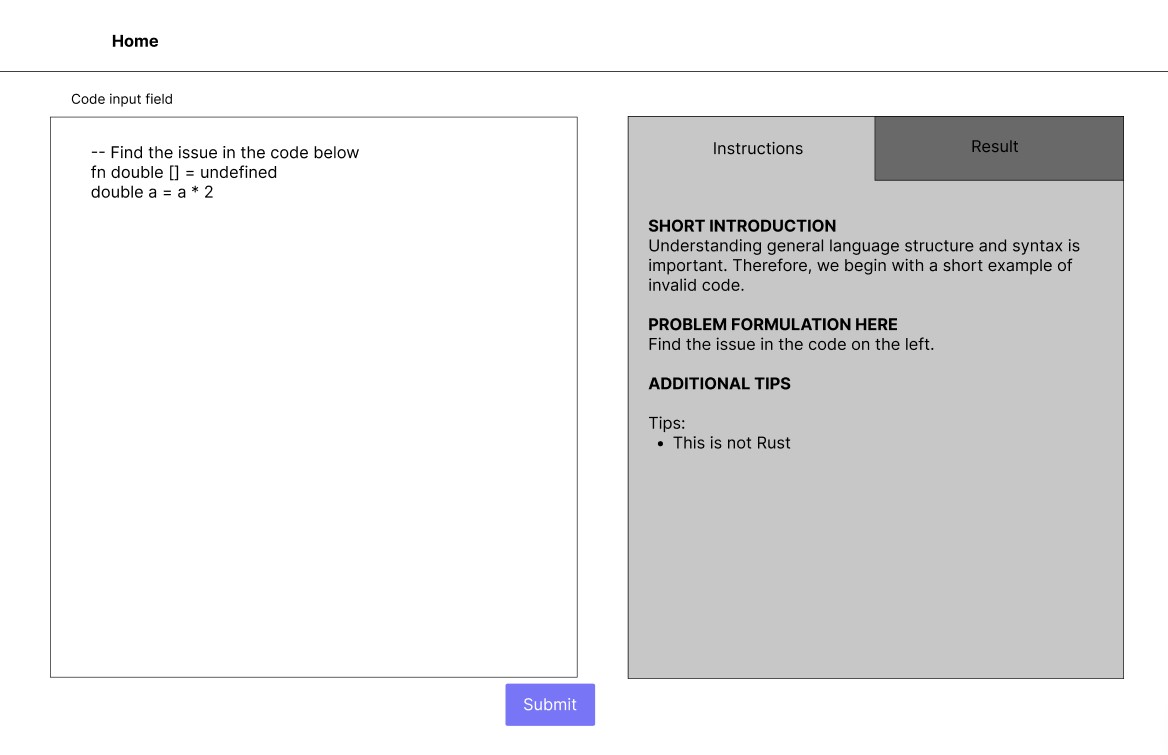 Home
Code input field
-- Find the issue in the code below
fn double [] = undefined
double a = a * 2
Submit
Instructions
Result
SHORT INTRODUCTION
Understanding general language structure and syntax is
important. Therefore, we begin with a short example of
invalid code.
PROBLEM FORMULATION HERE
Find the issue in the code on the left.
ADDITIONAL TIPS
Tips:
• This is not Rust